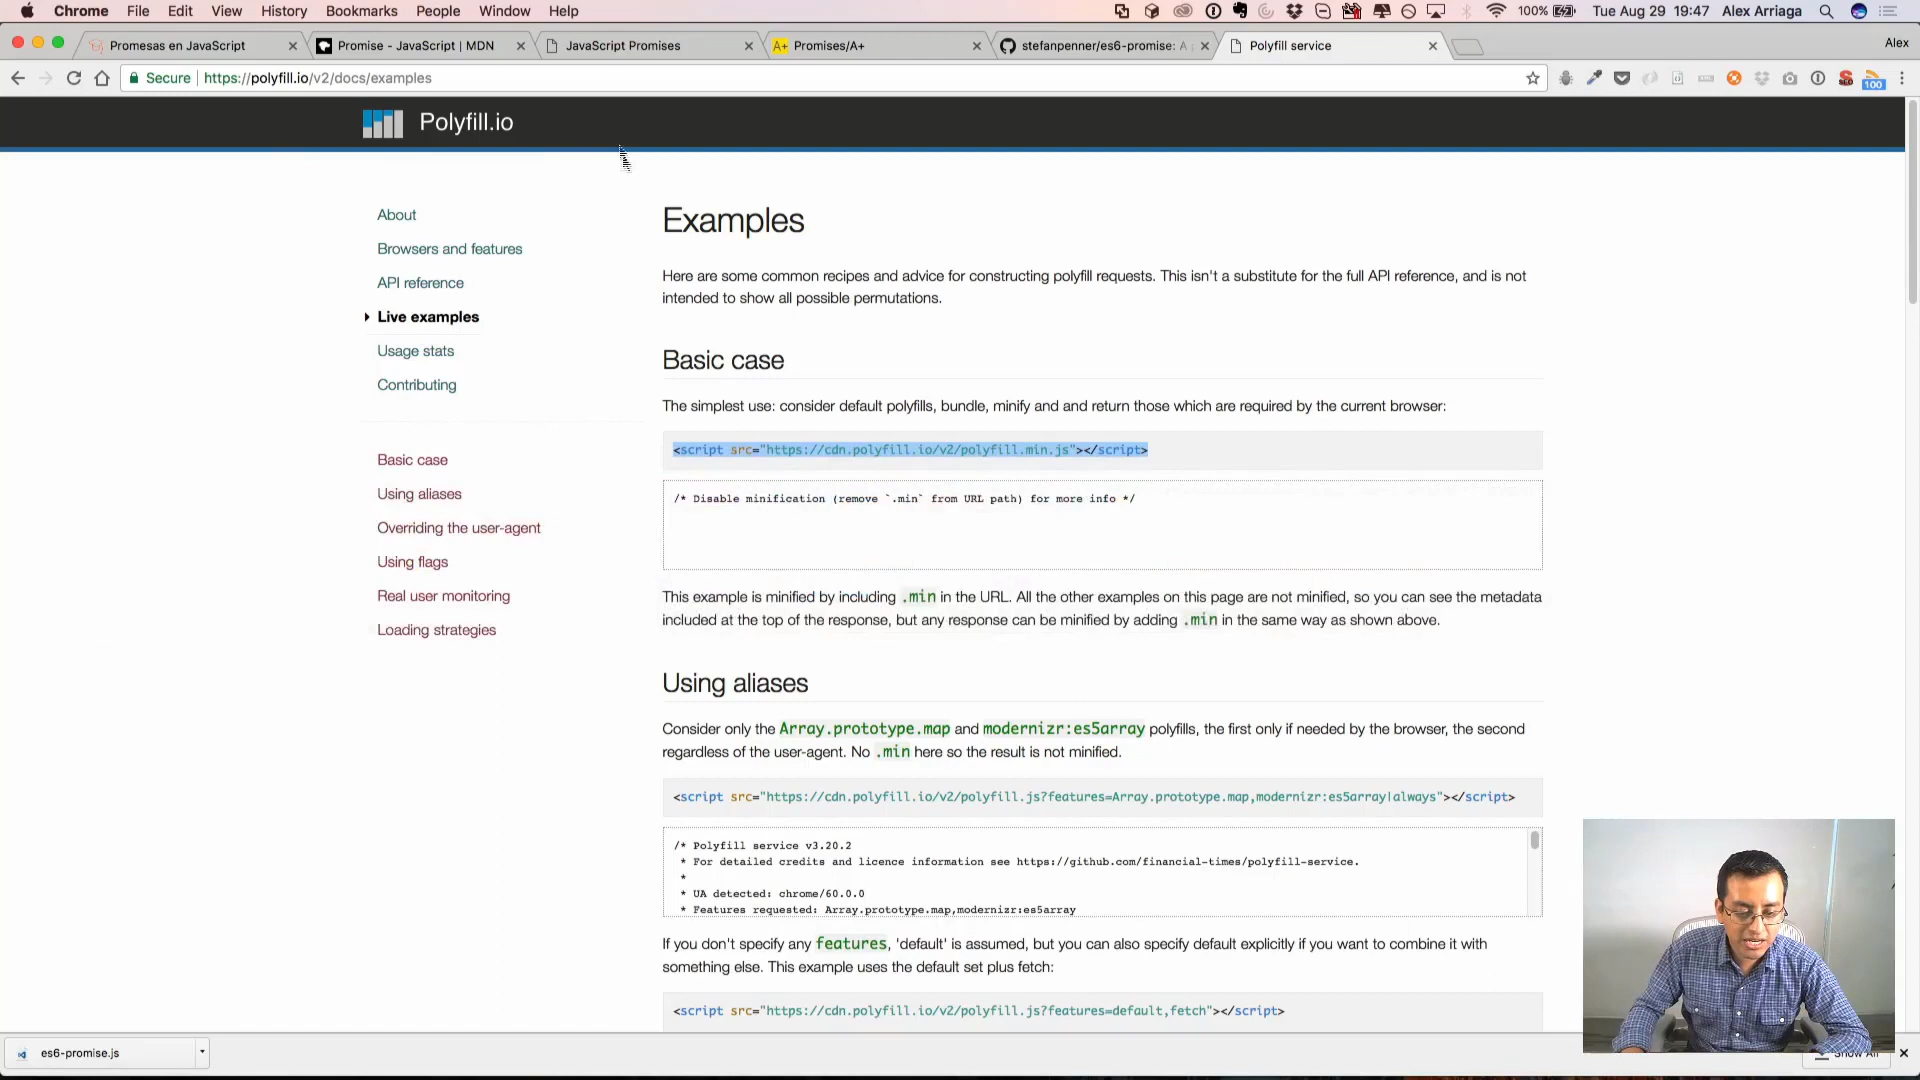 Chrome File Edit View History Bookmarks People Window Help 100% Tue Aug 29 19:47 Alex Arriaga
Promesas en JavaScript
Promise - JavaScript | MDN
JavaScript Promises
A+ Promises/A+
stefanpenner/es6-promise: A
Polyfill service
Alex
Secure https://polyfill.io/v2/docs/examples
100
Polyfill.io
About
Browsers and features
API reference
Live examples
Usage stats
Contributing
Basic case
Using aliases
Overriding the user-agent
Using flags
Real user monitoring
Loading strategies
Examples
Here are some common recipes and advice for constructing polyfill requests. This isn't a substitute for the full API reference, and is not
intended to show all possible permutations.
Basic case
The simplest use: consider default polyfills, bundle, minify and and return those which are required by the current browser:
<script src="https://cdn.polyfill.io/v2/polyfill.min.js"></script>
/* Disable minification (remove `.min` from URL path) for more info */
This example is minified by including .min in the URL. All the other examples on this page are not minified, so you can see the metadata
included at the top of the response, but any response can be minified by adding .min in the same way as shown above.
Using aliases
Consider only the Array.prototype.map and modernizr:es5array polyfills, the first only if needed by the browser, the second
regardless of the user-agent. No .min here so the result is not minified.
<script src="https://cdn.polyfill.io/v2/polyfill.js?features=Array.prototype.map,modernizr:es5array|always"></script>
/* Polyfill service v3.20.2
* For detailed credits and licence information see https://github.com/financial-times/polyfill-service.
*
* UA detected: chrome/60.0.0
* Features requested: Array.prototype.map,modernizr:es5array
If you don't specify any features, 'default' is assumed, but you can also specify default explicitly if you want to combine it with
something else. This example uses the default set plus fetch:
<script src="https://cdn.polyfill.io/v2/polyfill.js?features=default,fetch"></script>
es6-promise.js
Show All